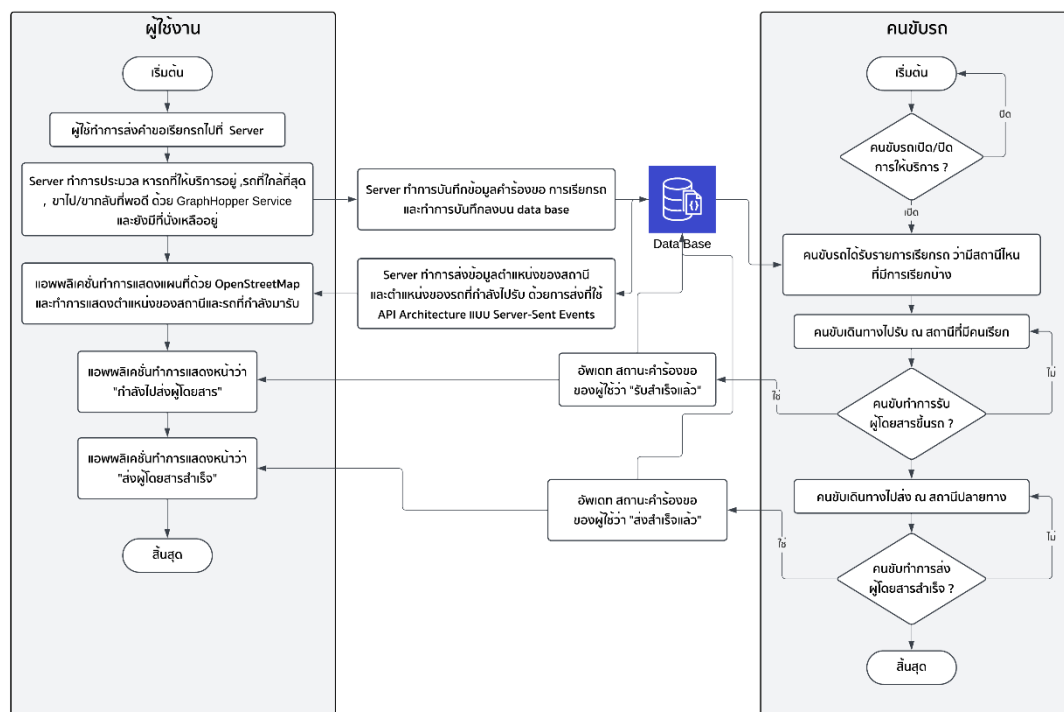 ผู้ใช้งาน
เริ่มต้น
ผู้ใช้ทำการส่งคำขอเรียกรถไปที่ Server
Server ทำการประมวล หารถที่ให้บริการอยู่ ,รถที่ใกล้ที่สุด
, ขาไป/ขากลับที่พอดี ด้วย GraphHopper Service
และยังมีที่นั่งเหลืออยู่
แอพพลิเคชั่นทำการแสดงแผนที่ด้วย OpenStreetMap
และทำการแสดงตำแหน่งของสถานีและรถที่กำลังมารับ
แอพพลิเคชั่นทำการแสดงหน้าว่า
"กำลังไปส่งผู้โดยสาร"
แอพพลิเคชั่นทำการแสดงหน้าว่า
"ส่งผู้โดยสารสำเร็จ"
สิ้นสุด
Server ทำการบันทึกข้อมูลคำร้องขอ การเรียกรถ
และทำการบันทึกลงบน data base
Data Base
Server ทำการส่งข้อมูลตำแหน่งของสถานี
และตำแหน่งของรถที่กำลังไปรับ ด้วยการส่งที่ใช้
API Architecture แบบ Server-Sent Events
อัพเดท สถานะคำร้องขอ
ของผู้ใช้ว่า "รับสำเร็จแล้ว"
อัพเดท สถานะคำร้องขอ
ของผู้ใช้ว่า "ส่งสำเร็จแล้ว"
คนขับรถ
เริ่มต้น
ปิด
คนขับรถเปิด/ปิด
การให้บริการ ?
เปิด
คนขับรถได้รับรายการเรียกรถ ว่ามีสถานีไหน
ที่มีการเรียกบ้าง
คนขับเดินทางไปรับ ณ สถานีที่มีคนเรียก
ไม่
ใช่
คนขับทำการรับ
ผู้โดยสารขึ้นรถ ?
คนขับเดินทางไปส่ง ณ สถานีปลายทาง
ไม่
ใช่
คนขับทำการส่ง
ผู้โดยสารสำเร็จ ?
สิ้นสุด